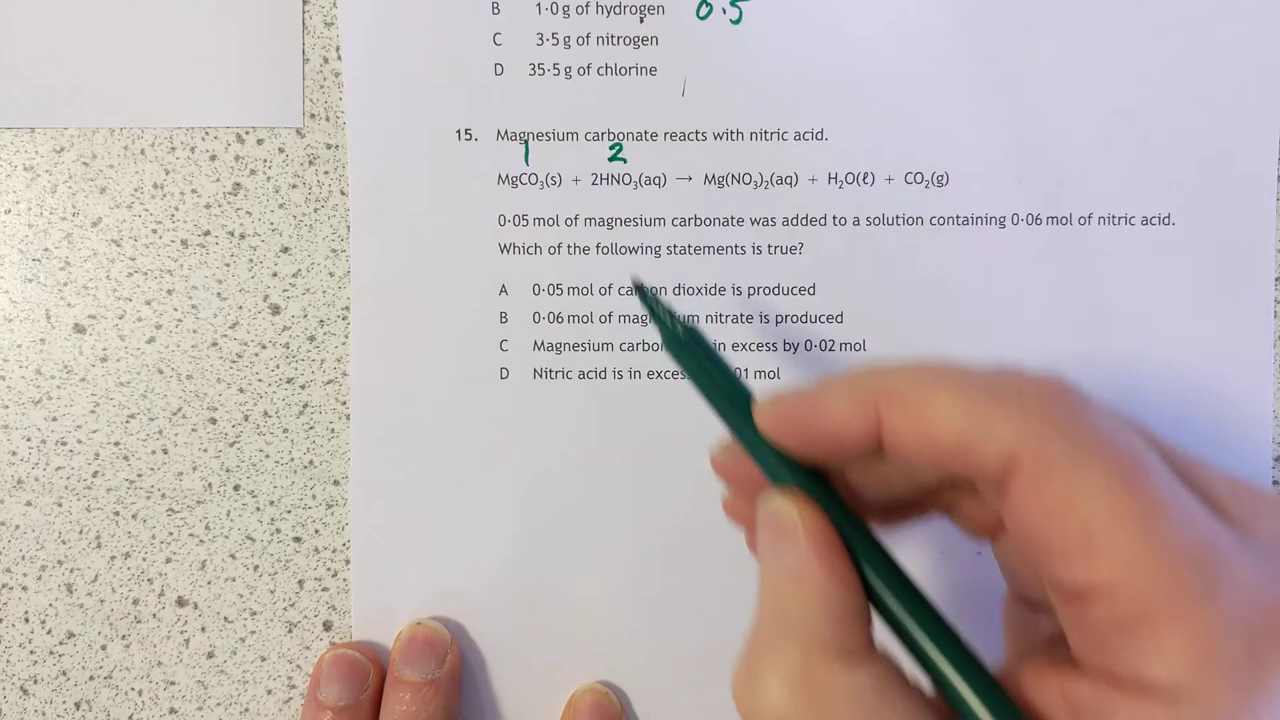 B 1·0 g of hydrogen 0.5
C 3·5 g of nitrogen
D 35·5 g of chlorine
15. Magnesium carbonate reacts with nitric acid.
1 2
MgCO₃(s) + 2HNO₃(aq) → Mg(NO₃)₂(aq) + H₂O(ℓ) + CO₂(g)
0·05 mol of magnesium carbonate was added to a solution containing 0·06 mol of nitric acid.
Which of the following statements is true?
A 0·05 mol of carbon dioxide is produced
B 0·06 mol of nitrate is produced
C Magnesium in excess by 0·02 mol
D Nitric acid is in mol